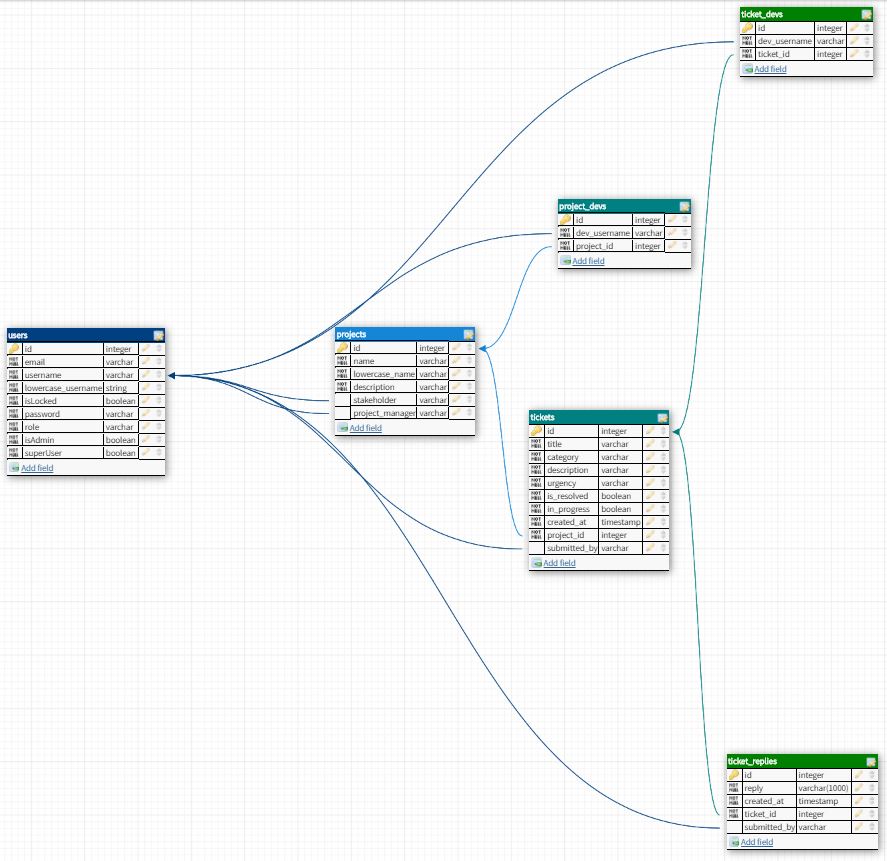 ticket_devs
id integer
NOT NULL dev_username varchar
NOT NULL ticket_id integer
Add field
project_devs
id integer
NOT NULL dev_username varchar
NOT NULL project_id integer
Add field
users
id integer
NOT NULL email varchar
NOT NULL username varchar
NOT NULL lowercase_username string
NOT NULL isLocked boolean
NOT NULL password varchar
NOT NULL role varchar
NOT NULL isAdmin boolean
NOT NULL superUser boolean
Add field
projects
id integer
NOT NULL name varchar
NOT NULL lowercase_name varchar
NOT NULL description varchar
stakeholder varchar
project_manager varchar
Add field
tickets
id integer
NOT NULL title varchar
NOT NULL category varchar
NOT NULL description varchar
NOT NULL urgency varchar
NOT NULL is_resolved boolean
NOT NULL in_progress boolean
NOT NULL created_at timestamp
NOT NULL project_id integer
submitted_by varchar
Add field
ticket_replies
id integer
NOT NULL reply varchar(1000)
NOT NULL created_at timestamp
NOT NULL ticket_id integer
submitted_by varchar
Add field